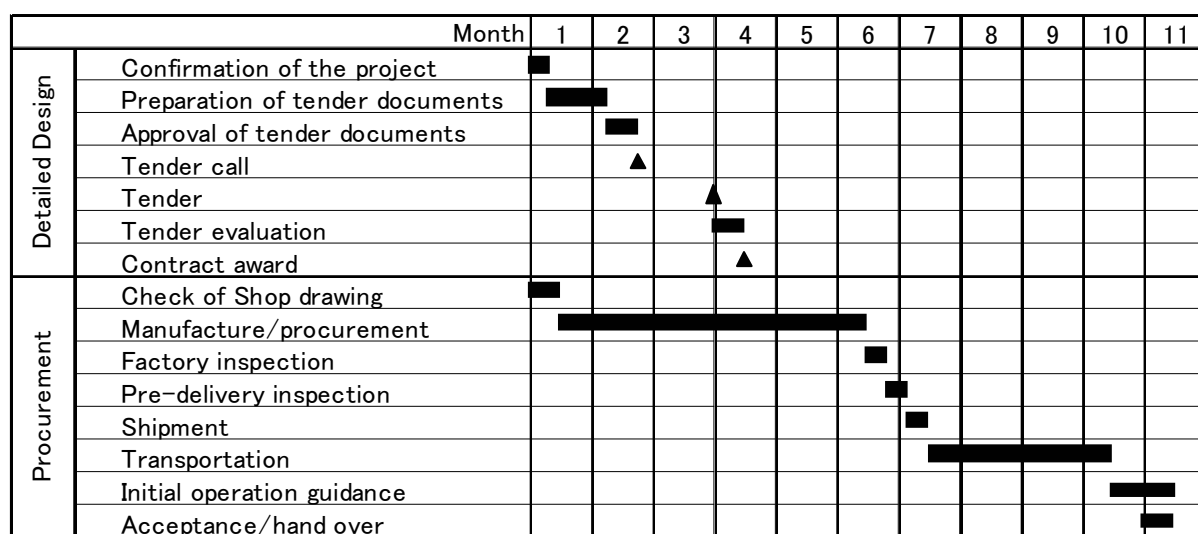 Month 1 2 3 4 5 6 7 8 9 10 11
Detailed Design
Confirmation of the project
Preparation of tender documents
Approval of tender documents
Tender call
Tender
Tender evaluation
Contract award
Procurement
Check of Shop drawing
Manufacture/procurement
Factory inspection
Pre-delivery inspection
Shipment
Transportation
Initial operation guidance
Acceptance/hand over